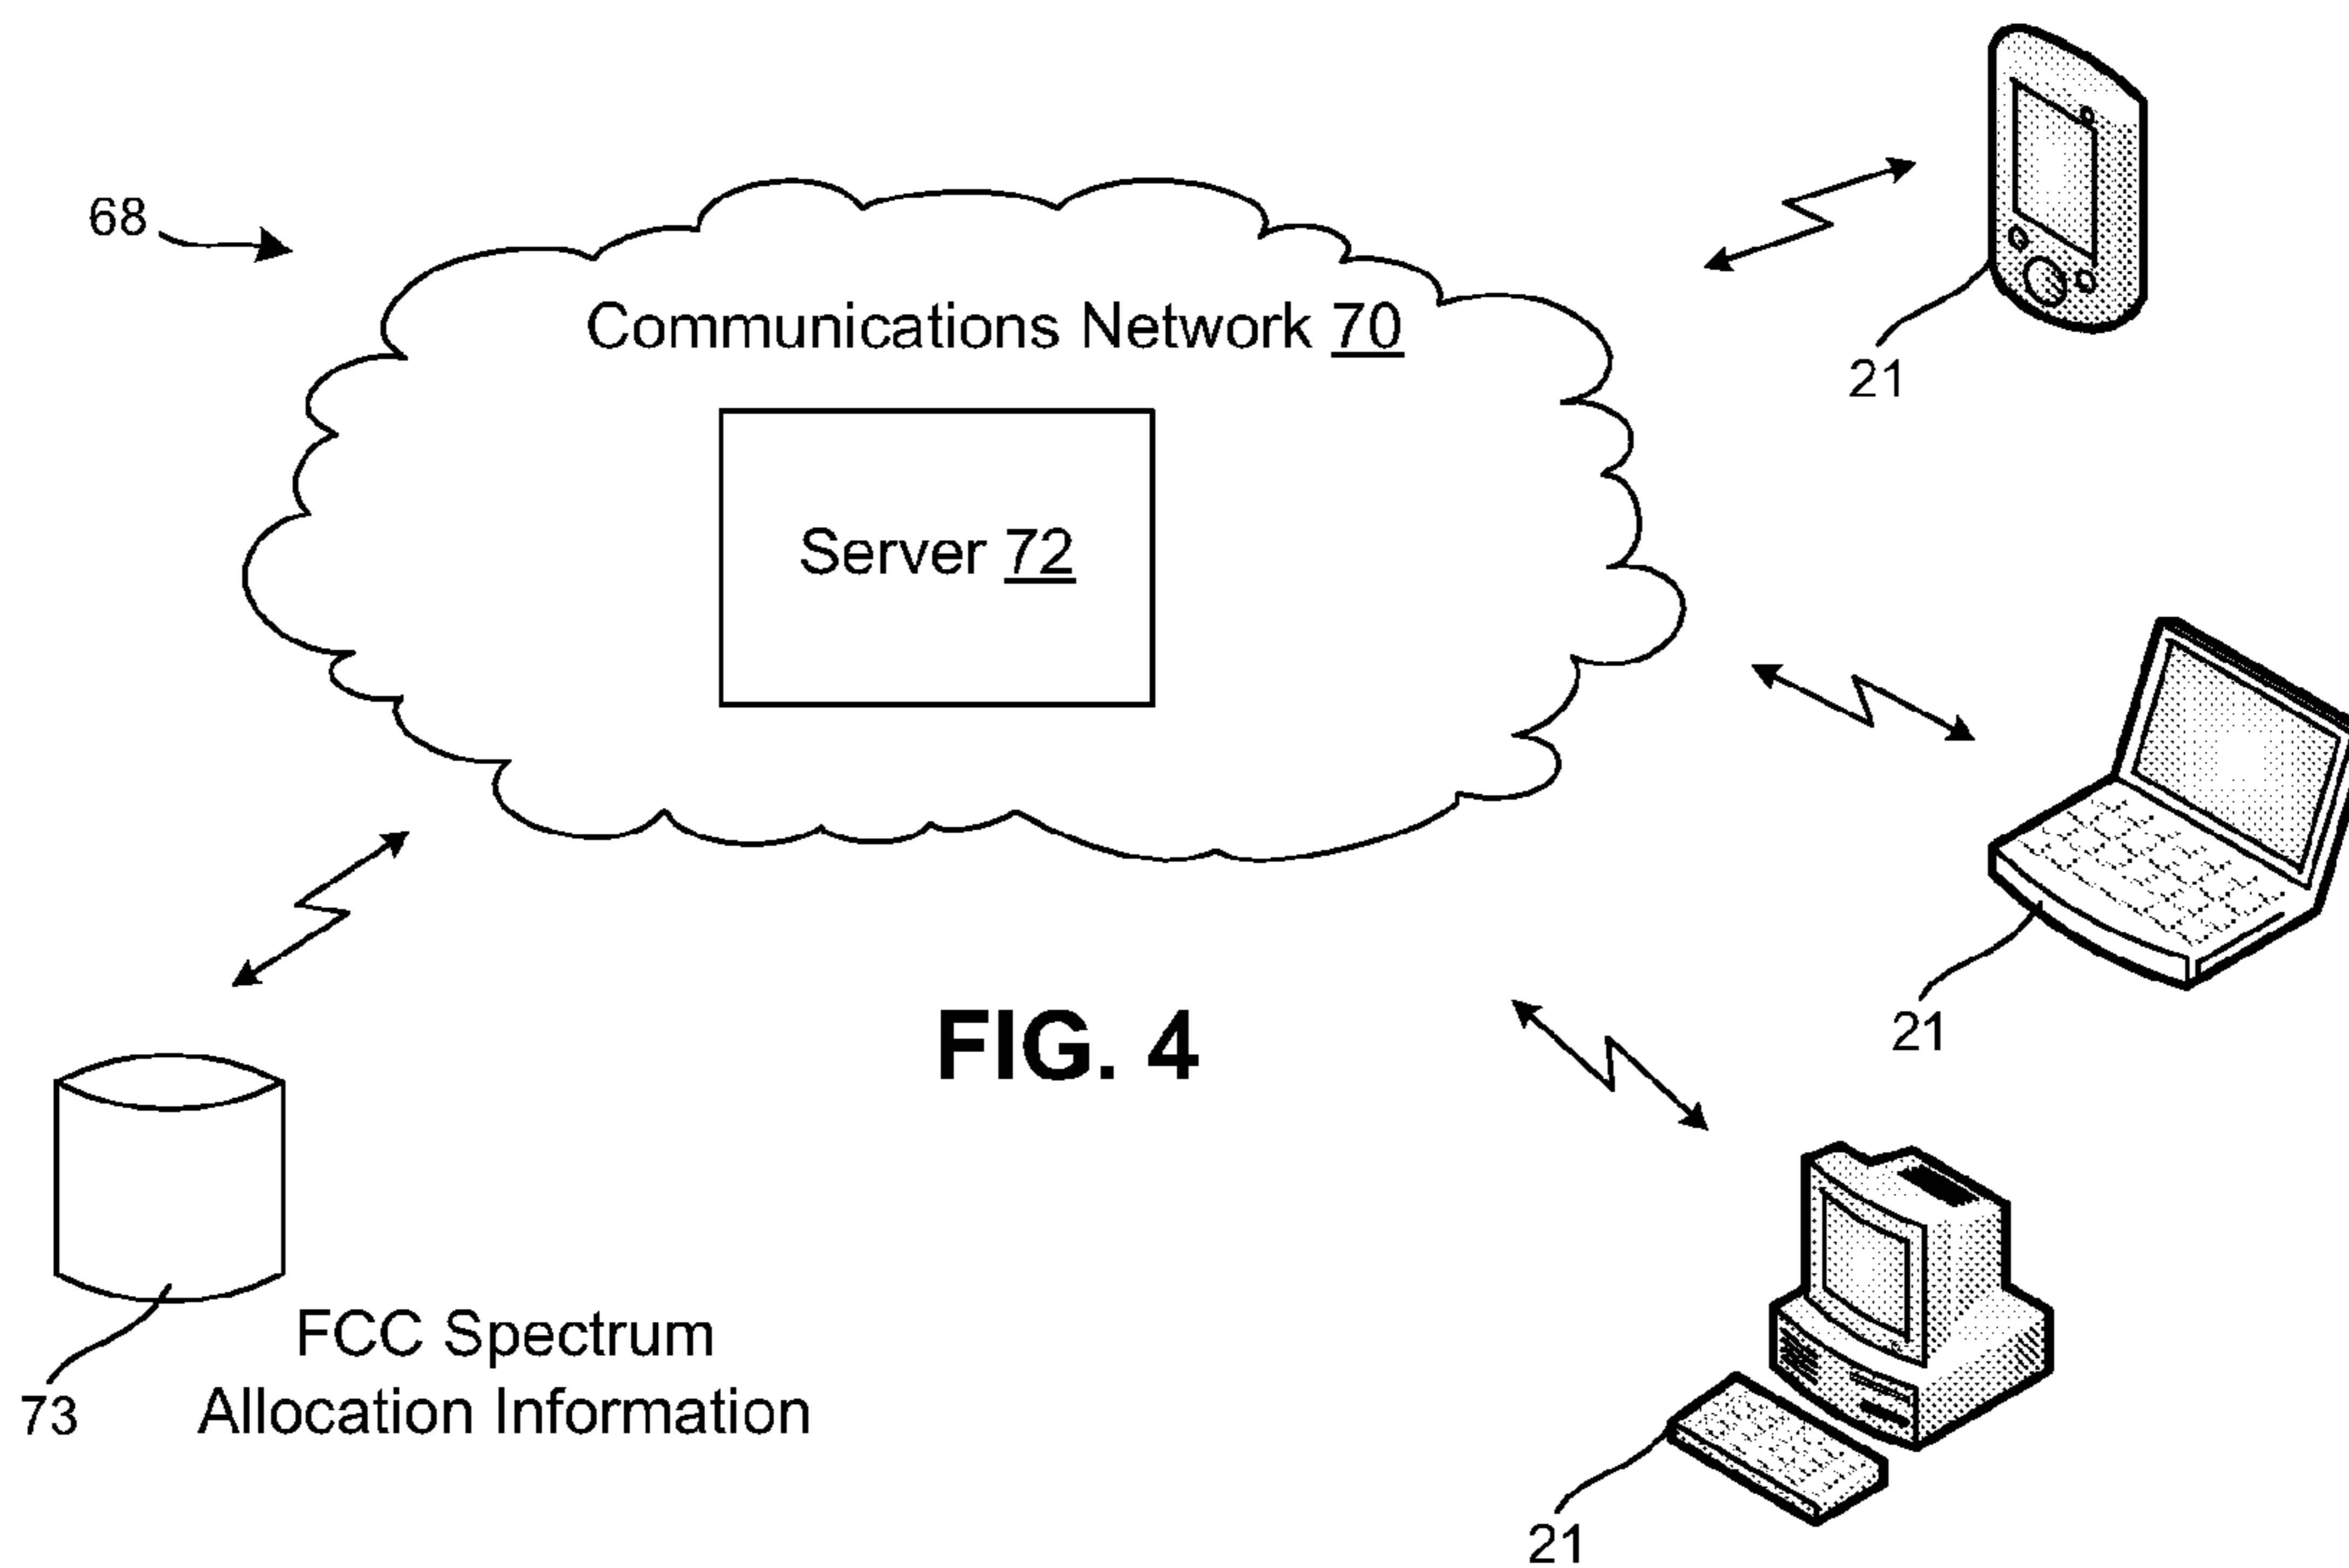 68
Communications Network 70
21
Server 72
21
FIG. 4
FCC Spectrum
Allocation Information
73
21